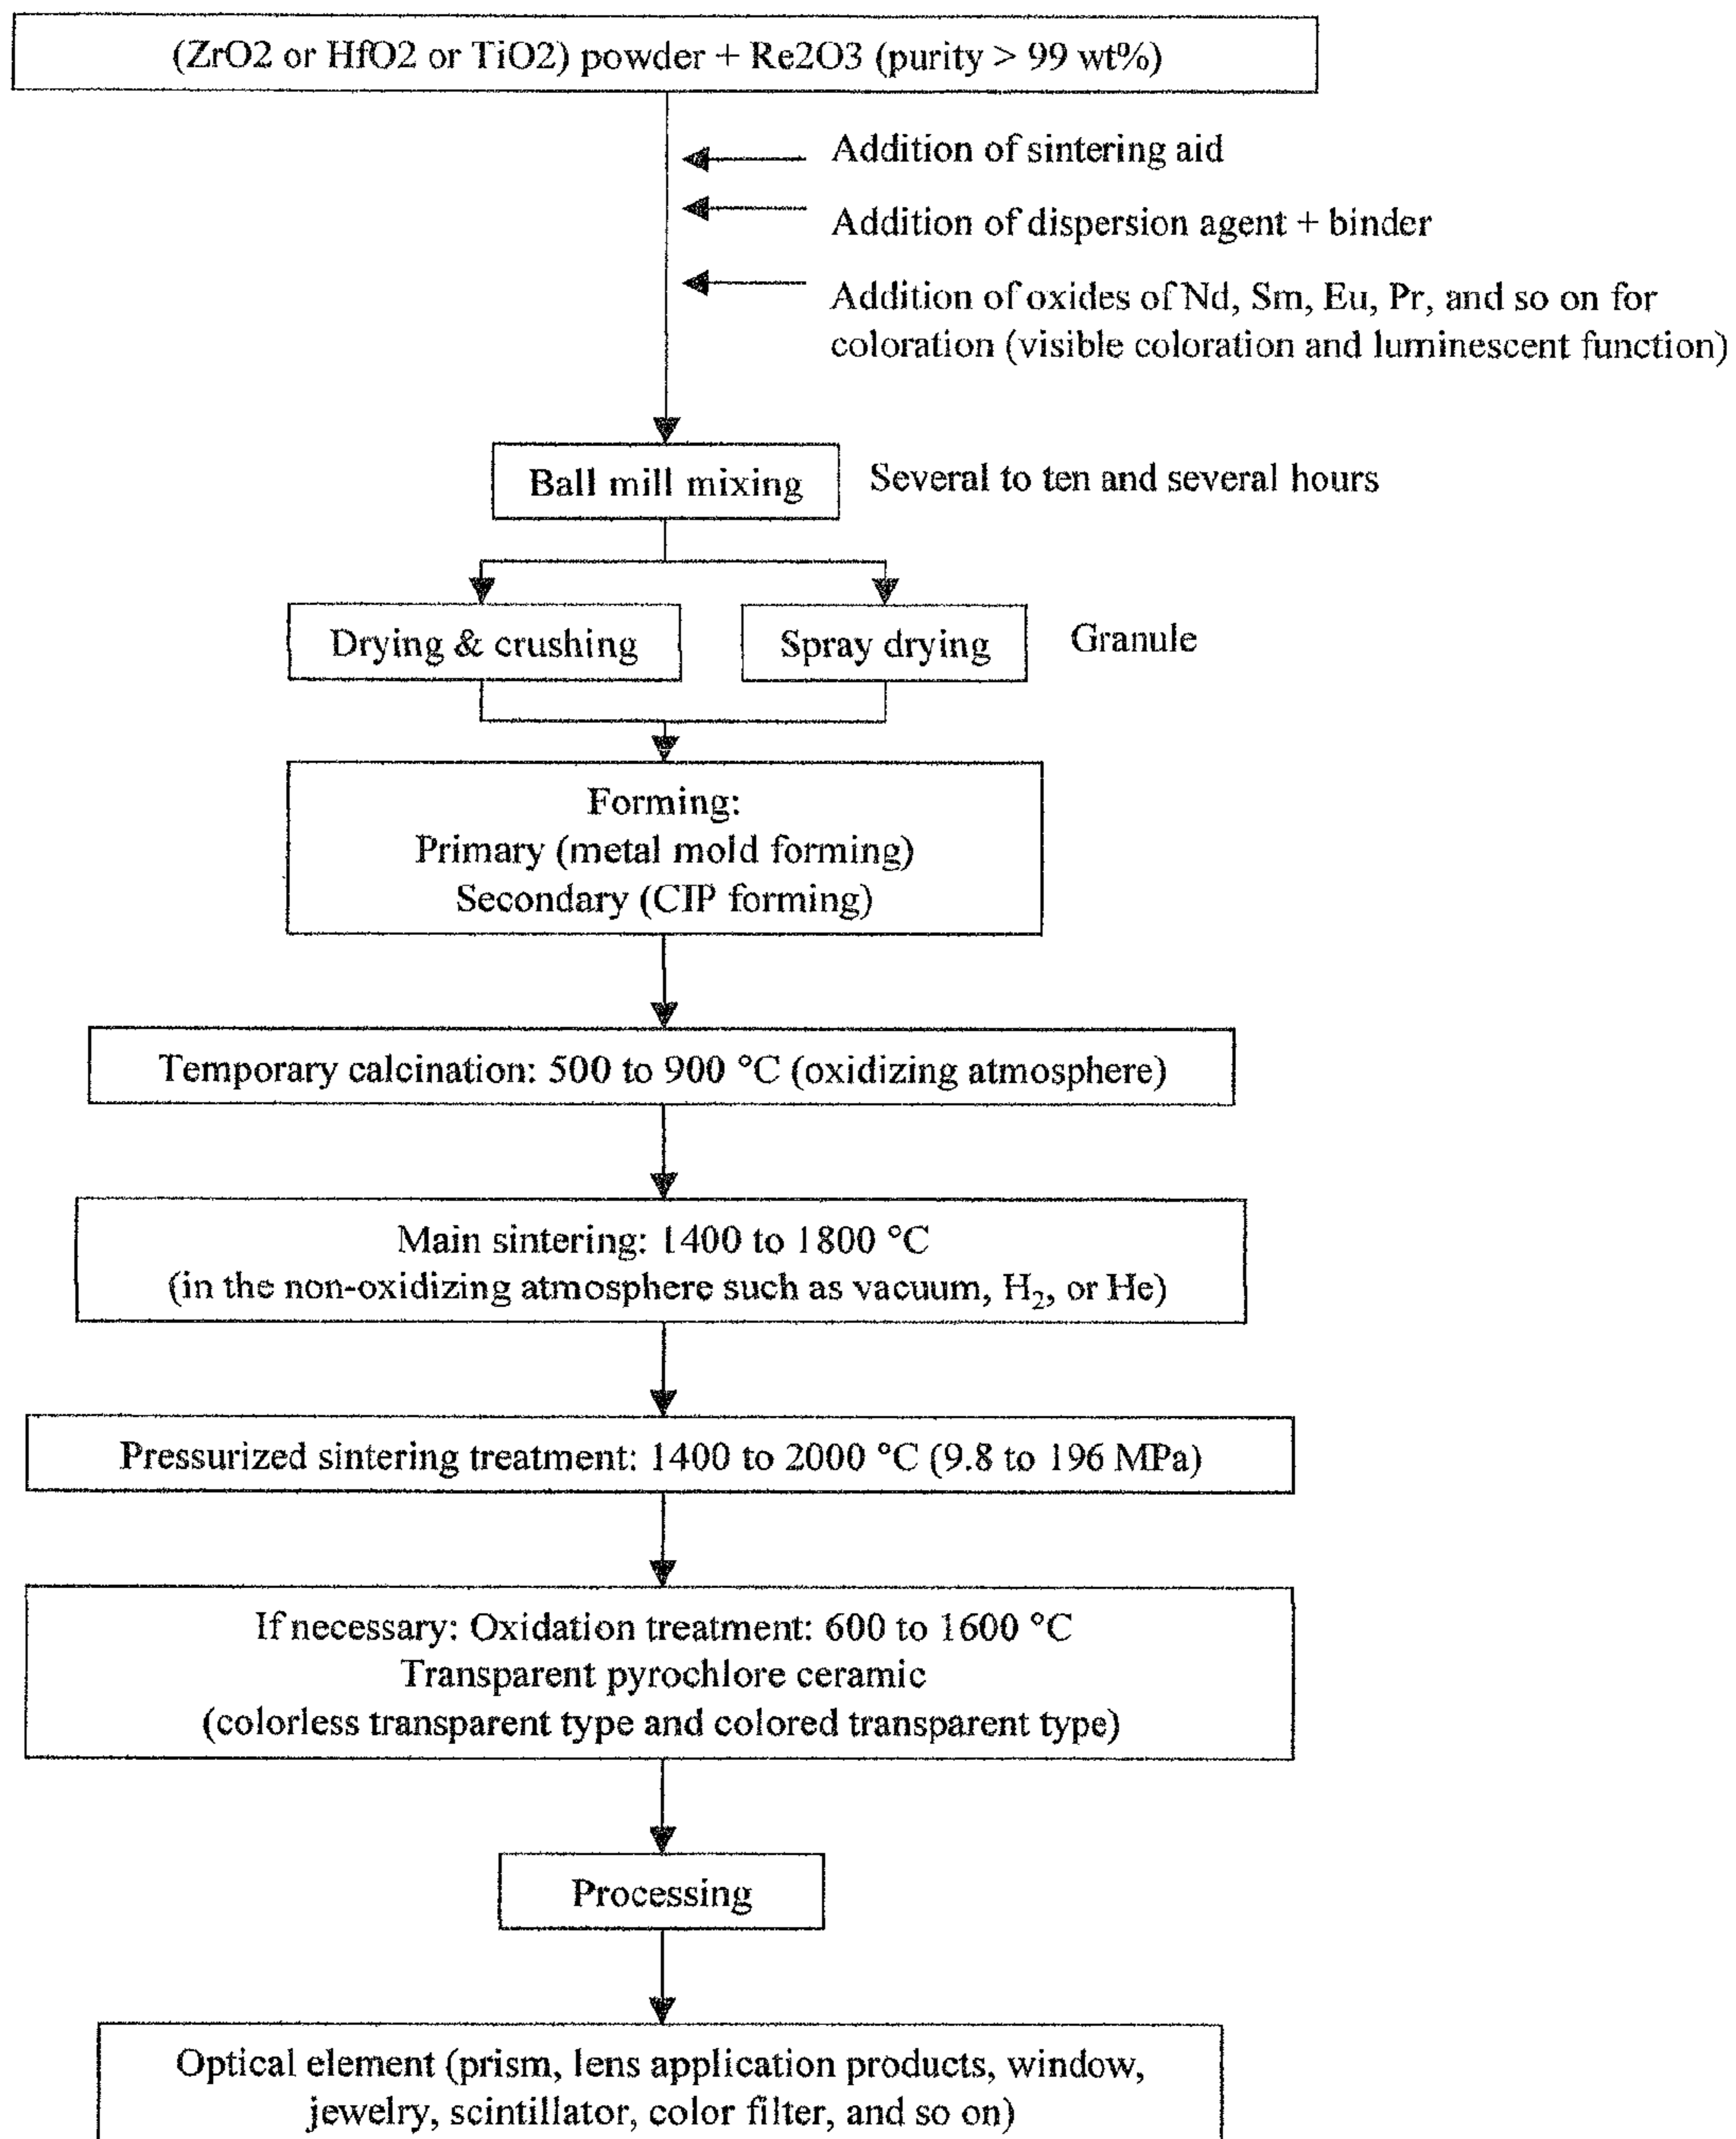 (ZrO2 or HfO2 or TiO2) powder + Re2O3 (purity > 99 wt%)
Addition of sintering aid
Addition of dispersion agent + binder
Addition of oxides of Nd, Sm, Eu, Pr, and so on for
coloration (visible coloration and luminescent function)
Ball mill mixing
Several to ten and several hours
Drying & crushing
Spray drying
Granule
Forming:
Primary (metal mold forming)
Secondary (CIP forming)
Temporary calcination: 500 to 900 °C (oxidizing atmosphere)
Main sintering: 1400 to 1800 °C
(in the non-oxidizing atmosphere such as vacuum, H₂, or He)
Pressurized sintering treatment: 1400 to 2000 °C (9.8 to 196 MPa)
If necessary: Oxidation treatment: 600 to 1600 °C
Transparent pyrochlore ceramic
(colorless transparent type and colored transparent type)
Processing
Optical element (prism, lens application products, window,
jewelry, scintillator, color filter, and so on)